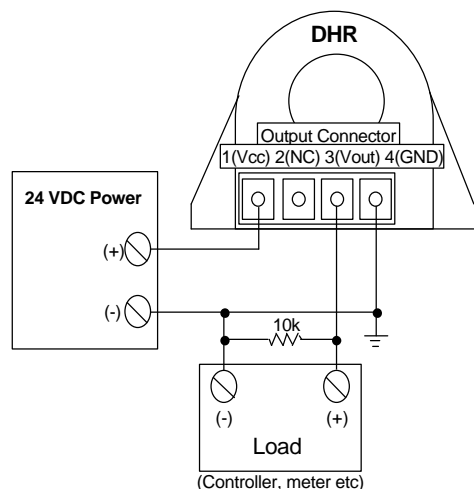 DHR
Output Connector
1(Vcc) 2(NC) 3(Vout) 4(GND)
24 VDC Power
(+)
(-)
10k
(-)
(+)
Load
(Controller, meter etc)